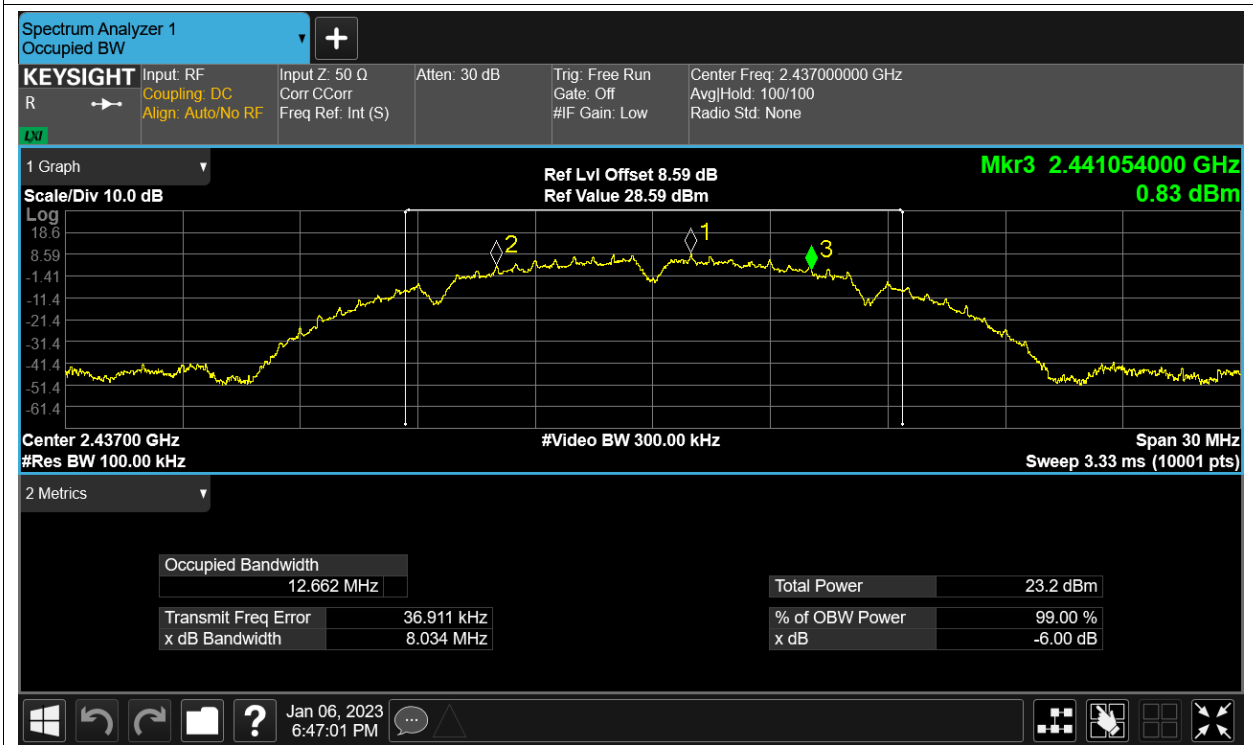 Spectrum Analyzer 1
Occupied BW
KEYSIGHT
R
LXI
Input: RF
Coupling: DC
Align: Auto/No RF
Input Z: 50 Ω
Corr CCorr
Freq Ref: Int (S)
Atten: 30 dB
Trig: Free Run
Gate: Off
#IF Gain: Low
Center Freq: 2.437000000 GHz
Avg|Hold: 100/100
Radio Std: None
1 Graph
Scale/Div 10.0 dB
Ref Lvl Offset 8.59 dB
Ref Value 28.59 dBm
Mkr3 2.441054000 GHz
0.83 dBm
Log
18.6
8.59
-1.41
-11.4
-21.4
-31.4
-41.4
-51.4
-61.4
2
1
3
Center 2.43700 GHz
#Video BW 300.00 kHz
Span 30 MHz
#Res BW 100.00 kHz
Sweep 3.33 ms (10001 pts)
2 Metrics
Occupied Bandwidth
12.662 MHz
Total Power 23.2 dBm
Transmit Freq Error 36.911 kHz
% of OBW Power 99.00 %
x dB Bandwidth 8.034 MHz
x dB -6.00 dB
?
Jan 06, 2023
6:47:01 PM